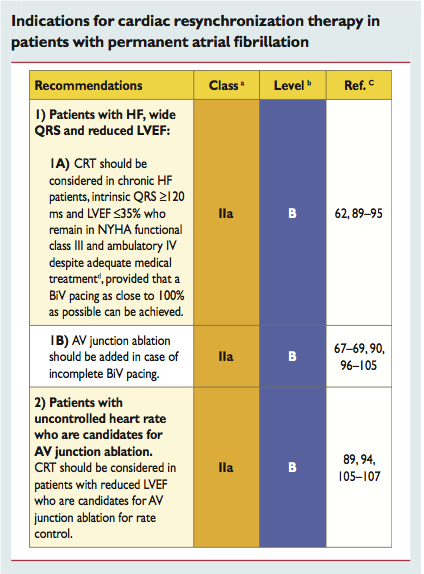 Indications for cardiac resynchronization therapy in
patients with permanent atrial fibrillation
Recommendations Class a Level b Ref. C
1) Patients with HF, wide
QRS and reduced LVEF:
1A) CRT should be
considered in chronic HF
patients, intrinsic QRS ≥120
ms and LVEF ≤35% who
remain in NYHA functional
class III and ambulatory IV
despite adequate medical
treatmentd, provided that a
BiV pacing as close to 100%
as possible can be achieved.
IIa B 62, 89–95
1B) AV junction ablation
should be added in case of
incomplete BiV pacing.
IIa B 67–69, 90,
96–105
2) Patients with
uncontrolled heart rate
who are candidates for
AV junction ablation.
CRT should be considered in
patients with reduced LVEF
who are candidates for AV
junction ablation for rate
control.
IIa B 89, 94,
105–107